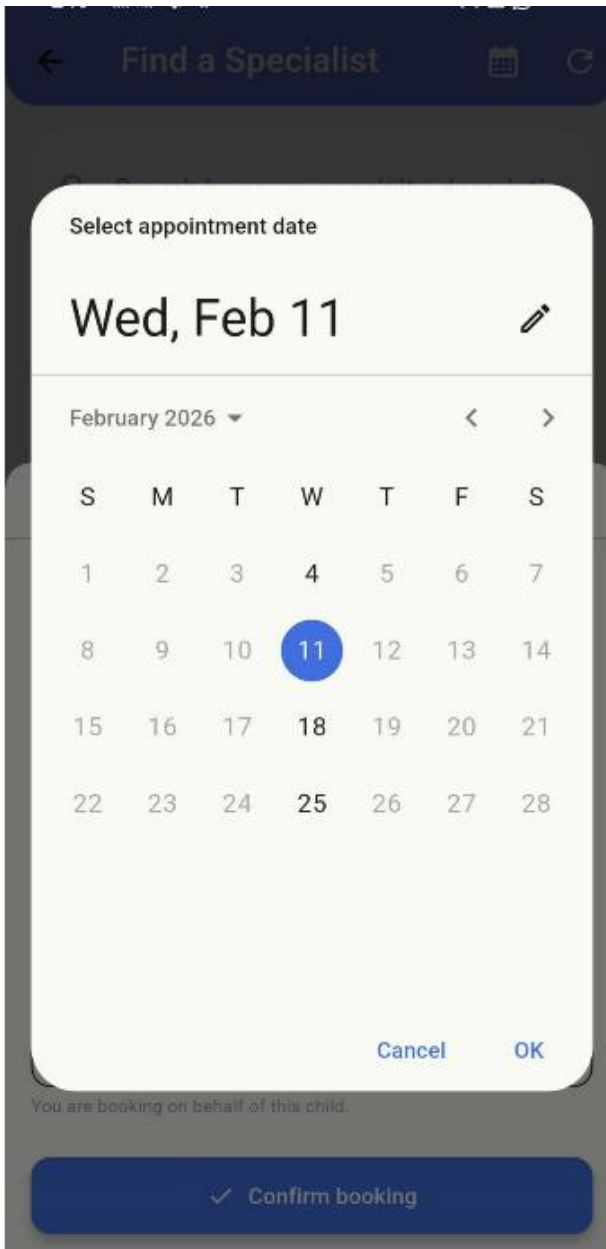 Find a Specialist
Select appointment date
Wed, Feb 11
February 2026
S M T W T F S
1 2 3 4 5 6 7
8 9 10 11 12 13 14
15 16 17 18 19 20 21
22 23 24 25 26 27 28
Cancel OK
You are booking on behalf of this child.
Confirm booking